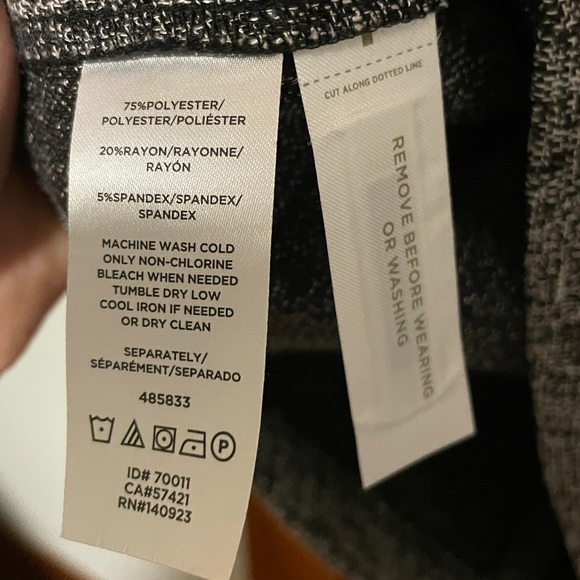 75%POLYESTER/
POLYESTER/POLIÉSTER
20%RAYON/RAYONNE/
RAYÓN
5%SPANDEX/SPANDEX/
SPANDEX
MACHINE WASH COLD
ONLY NON-CHLORINE
BLEACH WHEN NEEDED
TUMBLE DRY LOW
COOL IRON IF NEEDED
OR DRY CLEAN
SEPARATELY/
SÉPARÉMENT/SEPARADO
485833
P
ID# 70011
CA#57421
RN#140923
CUT ALONG DOTTED LINE
REMOVE BEFORE WEARING
OR WASHING